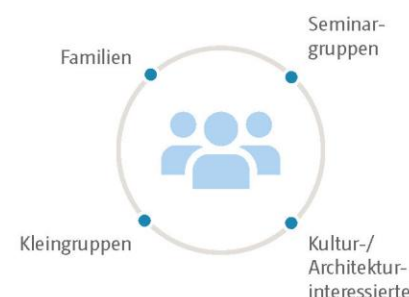 Familien
Seminar-
gruppen
Kleingruppen
Kultur-/
Architektur-
interessierte